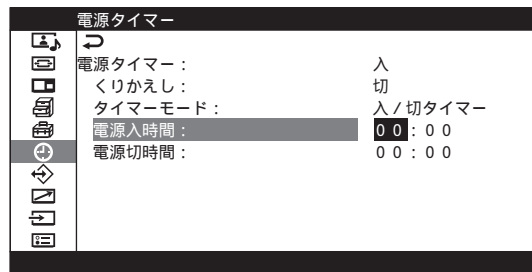 電源タイマー
電源タイマー： 入
くりかえし： 切
タイマーモード： 入/切タイマー
電源入時間： 00：00
電源切時間： 00：00